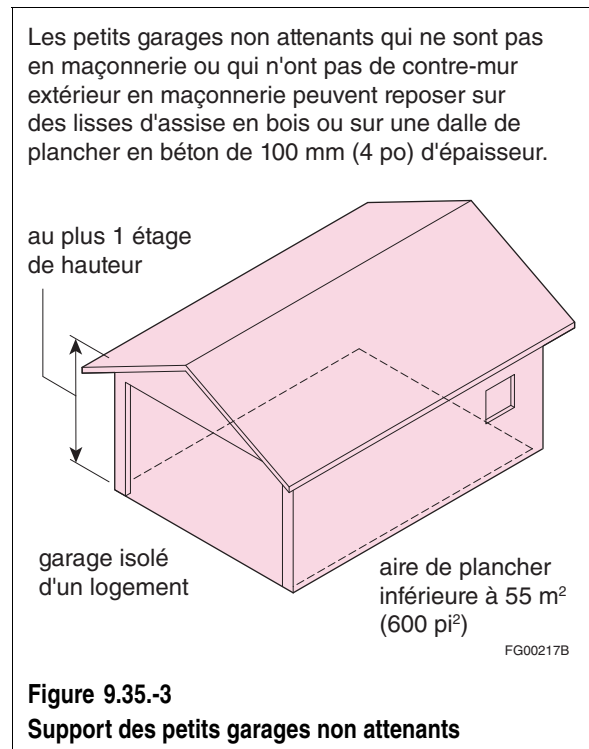 Les petits garages non attenants qui ne sont pas
en maçonnerie ou qui n'ont pas de contre-mur
extérieur en maçonnerie peuvent reposer sur
des lisses d'assise en bois ou sur une dalle de
plancher en béton de 100 mm (4 po) d'épaisseur.
au plus 1 étage
de hauteur
garage isolé
d'un logement
aire de plancher
inférieure à 55 m²
(600 pi²)
FG00217B
Figure 9.35.-3
Support des petits garages non attenants